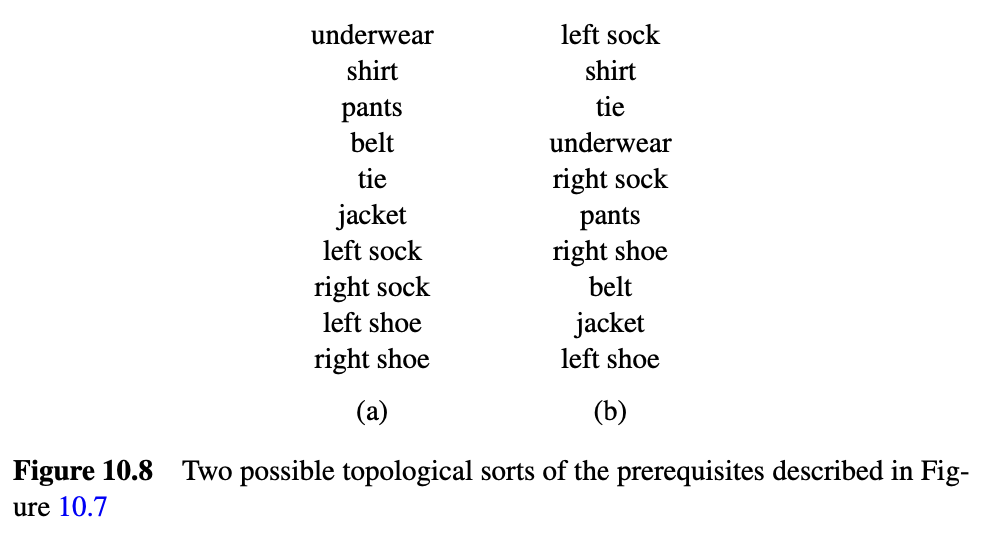 underwear left sock
shirt shirt
pants tie
belt underwear
tie right sock
jacket pants
left sock right shoe
right sock belt
left shoe jacket
right shoe left shoe
(a) (b)
Figure 10.8 Two possible topological sorts of the prerequisites described in Fig-
ure 10.7